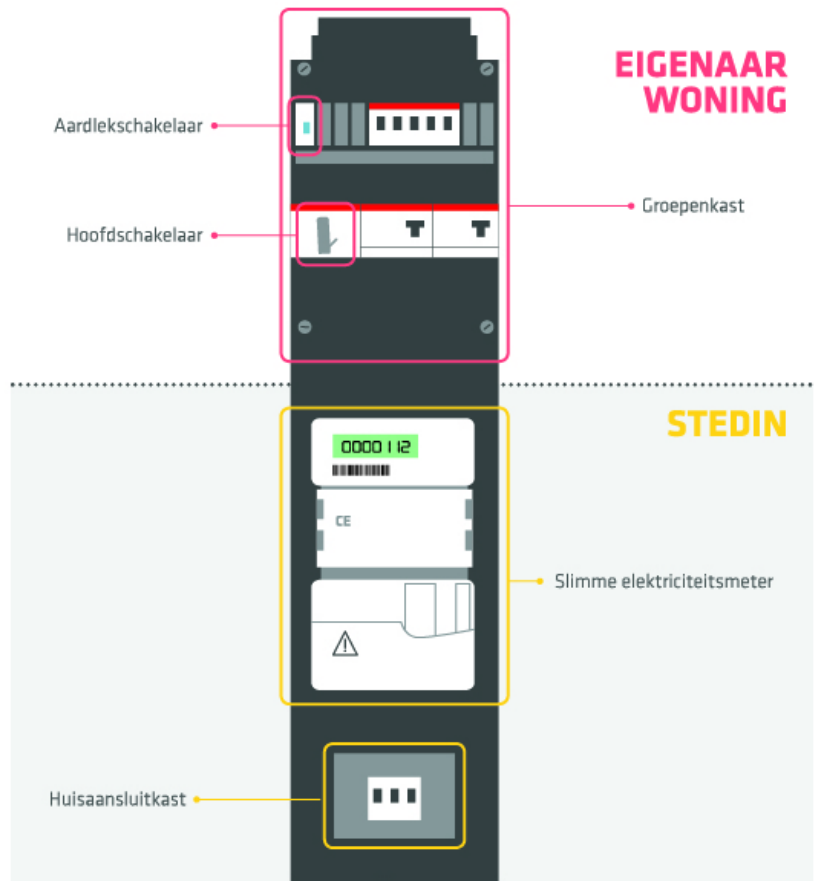 EIGENAAR
WONING
Aardlekschakelaar
Groepenkast
Hoofdschakelaar
STEDIN
0000112
CE
Slimme elektriciteitsmeter
Huisaansluitkast